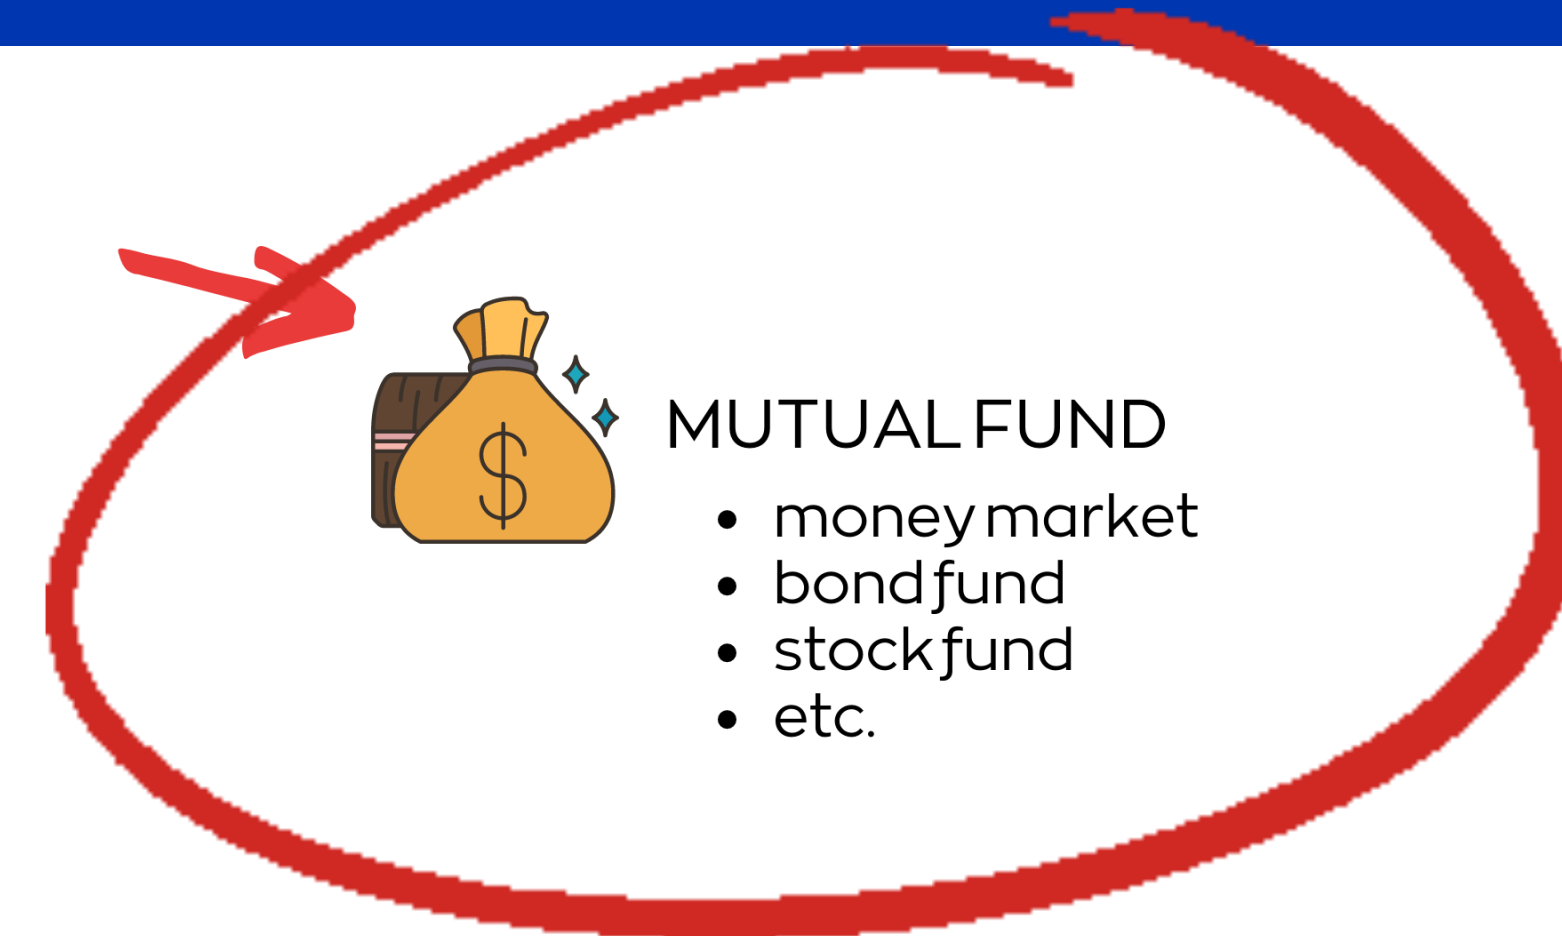 MUTUAL FUND
• money market
• bond fund
• stock fund
• etc.